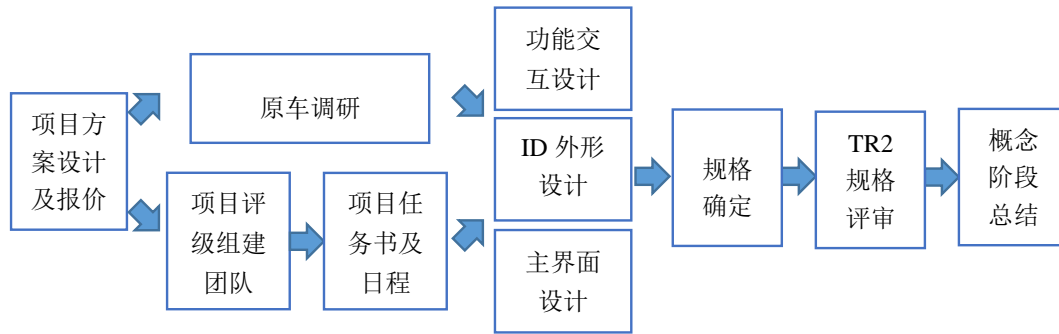 项目方
案设计
及报价
原车调研
项目评
级组建
团队
项目任
务书及
日程
功能交
互设计
ID 外形
设计
主界面
设计
规格
确定
TR2
规格
评审
概念
阶段
总结